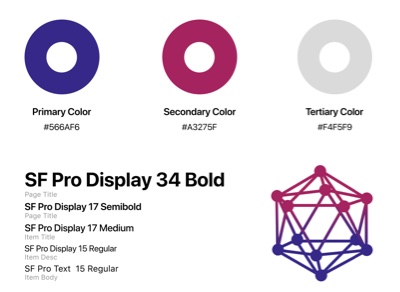 Primary Color
Secondary Color
Tertiary Color
#566AF6
#A3275F
#F4F5F9
SF Pro Display 34 Bold
Page Title
SF Pro Display 17 Semibold
Page Title
SF Pro Display 17 Medium
Item Title
SF Pro Display 15 Regular
Item Desc
SF Pro Text 15 Regular
Item Body